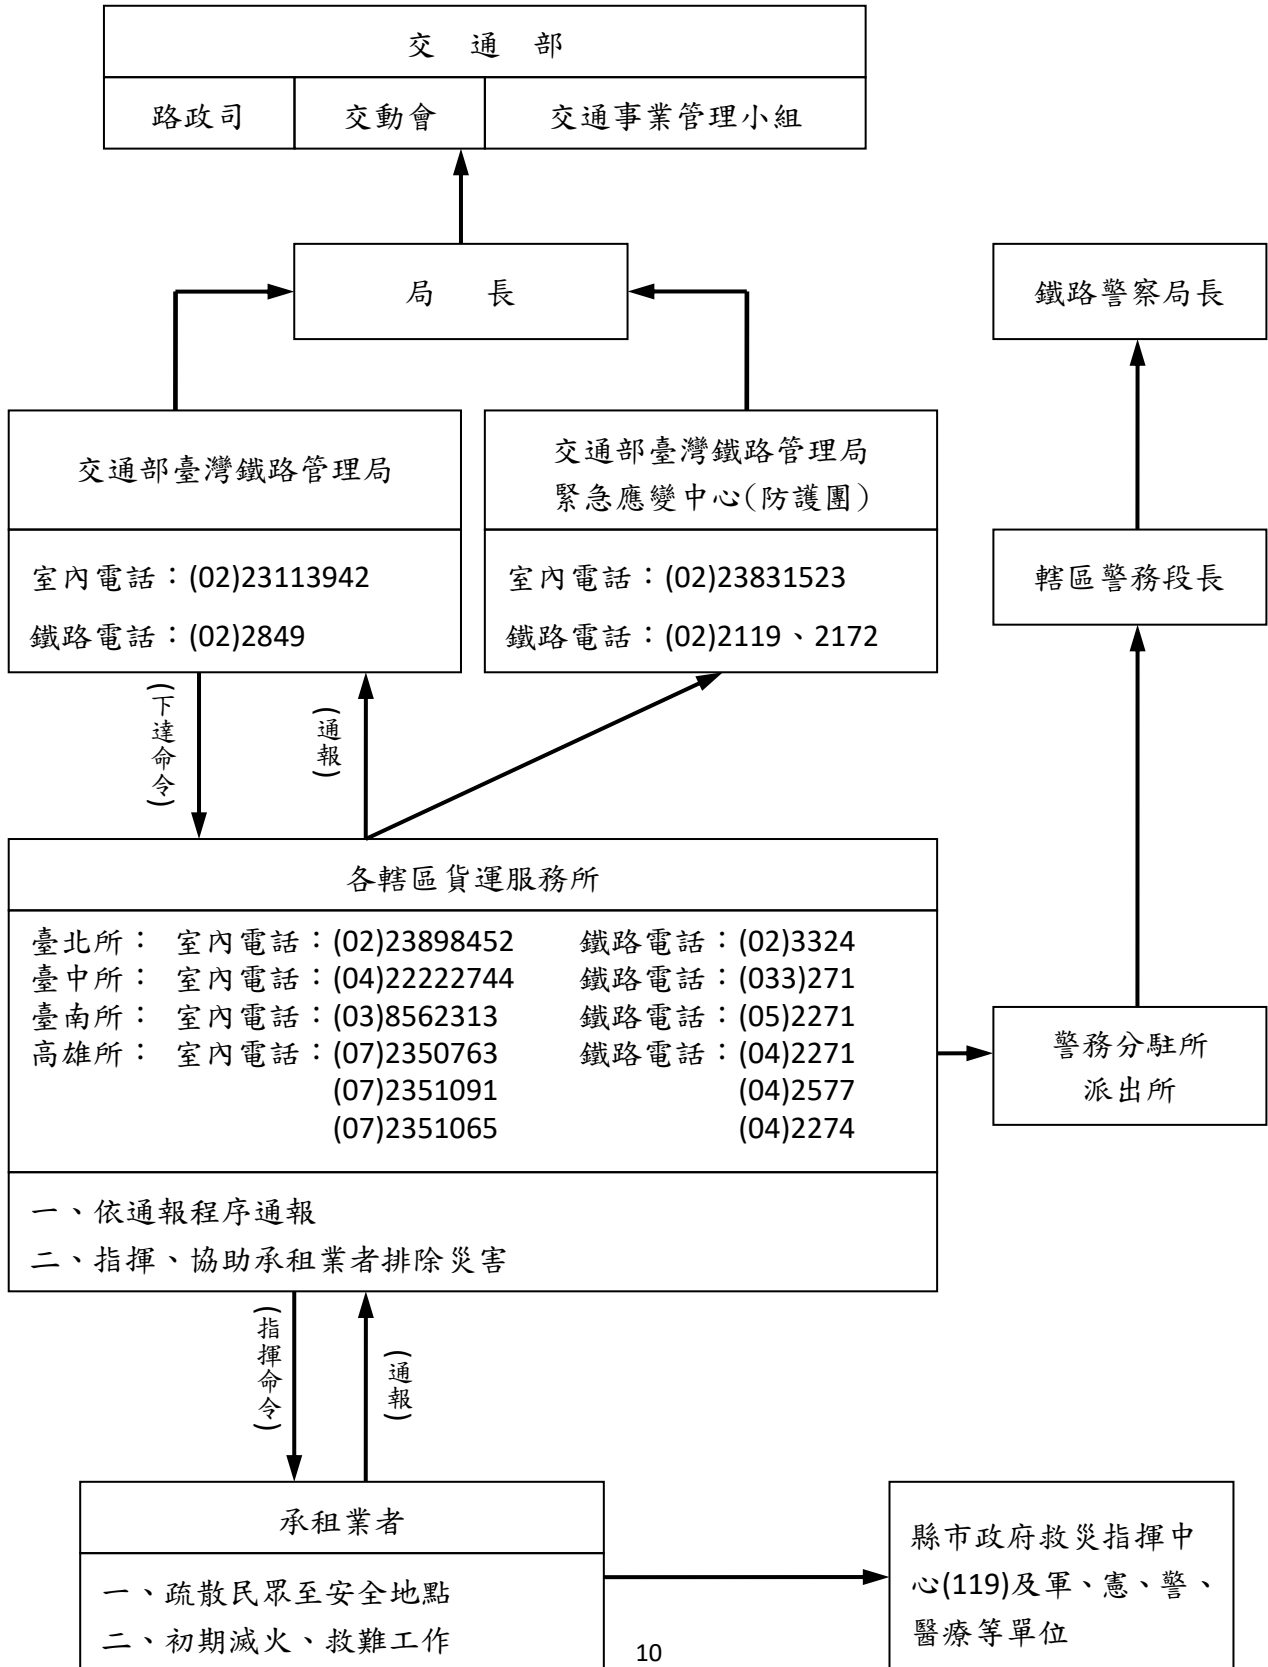 交通部
路政司 交動會 交通事業管理小組
局長
鐵路警察局長
交通部臺灣鐵路管理局
室內電話：(02)23113942
鐵路電話：(02)2849
交通部臺灣鐵路管理局
緊急應變中心(防護團)
室內電話：(02)23831523
鐵路電話：(02)2119、2172
轄區警務段長
(下達命令)
(通報)
各轄區貨運服務所
臺北所： 室內電話：(02)23898452 鐵路電話：(02)3324
臺中所： 室內電話：(04)22222744 鐵路電話：(033)271
臺南所： 室內電話：(03)8562313 鐵路電話：(05)2271
高雄所： 室內電話：(07)2350763 鐵路電話：(04)2271
(07)2351091 (04)2577
(07)2351065 (04)2274
一、依通報程序通報
二、指揮、協助承租業者排除災害
警務分駐所
派出所
(指揮命令)
(通報)
承租業者
一、疏散民眾至安全地點
二、初期滅火、救難工作
縣市政府救災指揮中
心(119)及軍、憲、警、
醫療等單位
10